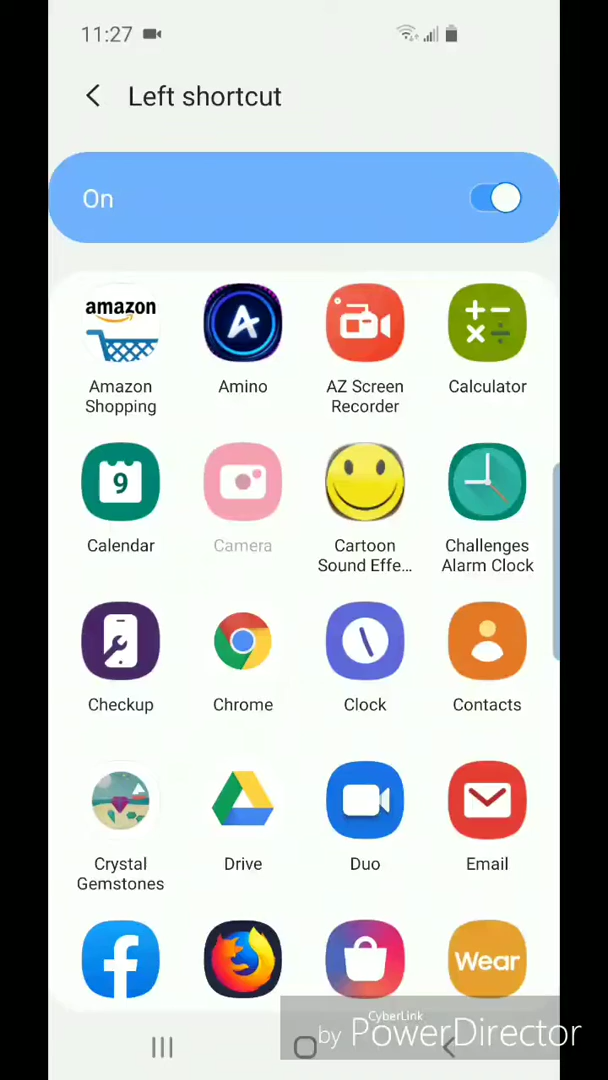 11:27
Left shortcut
On
amazon
Amazon
Shopping
Amino
AZ Screen
Recorder
Calculator
9
Calendar
Camera
Cartoon
Sound Effe...
Challenges
Alarm Clock
Checkup
Chrome
Clock
Contacts
Crystal
Gemstones
Drive
Duo
Email
Wear
CyberLink
by PowerDirector